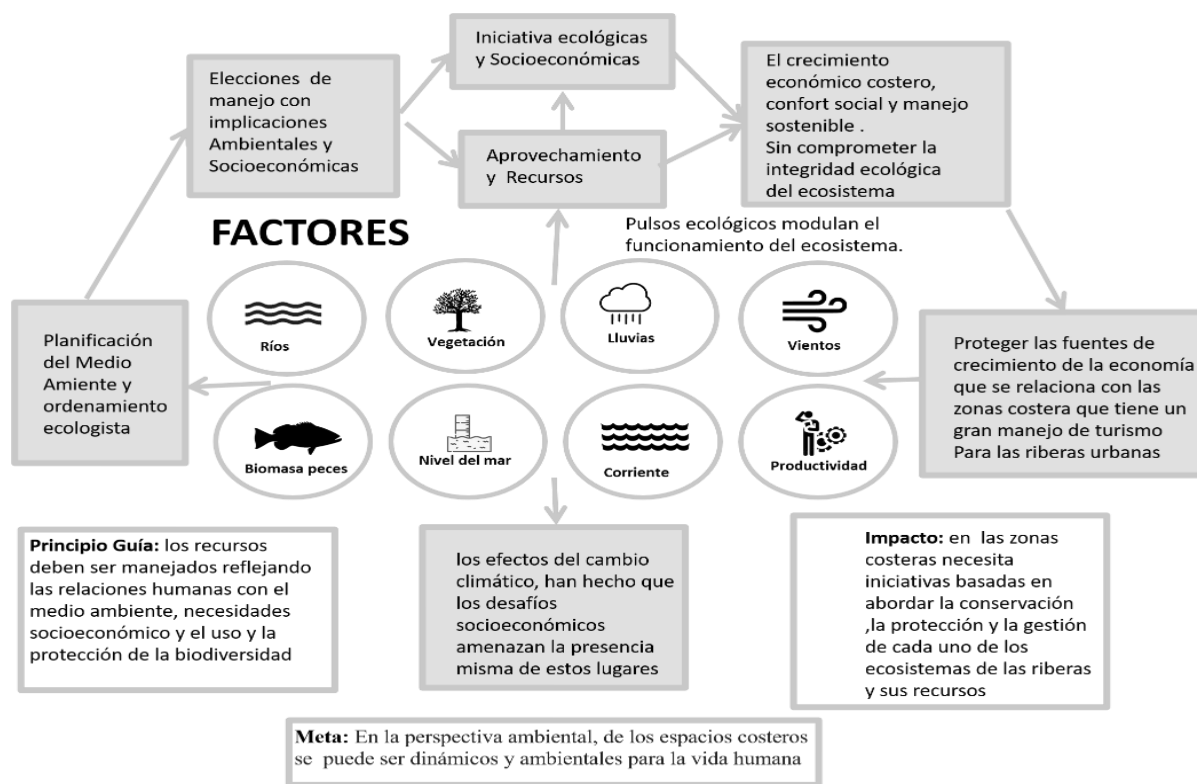 Iniciativa ecológicas
y Socioeconómicas
Elecciones de
manejo con
implicaciones
Ambientales y
Socioeconómicas
Aprovechamiento
y Recursos
El crecimiento
económico costero,
confort social y manejo
sostenible .
Sin comprometer la
integridad ecológica
del ecosistema
FACTORES
Pulsos ecológicos modulan el
funcionamiento del ecosistema.
Ríos
Vegetación
Lluvias
Vientos
Planificación
del Medio
Amiente y
ordenamiento
ecologista
Biomasa peces
Nivel del mar
Corriente
Productividad
Proteger las fuentes de
crecimiento de la economía
que se relaciona con las
zonas costera que tiene un
gran manejo de turismo
Para las riberas urbanas
Principio Guía: los recursos
deben ser manejados reflejando
las relaciones humanas con el
medio ambiente, necesidades
socioeconómico y el uso y la
protección de la biodiversidad
los efectos del cambio
climático, han hecho que
los desafíos
socioeconómicos
amenazan la presencia
misma de estos lugares
Impacto: en las zonas
costeras necesita
iniciativas basadas en
abordar la conservación
,la protección y la gestión
de cada uno de los
ecosistemas de las riberas
y sus recursos
Meta: En la perspectiva ambiental, de los espacios costeros
se puede ser dinámicos y ambientales para la vida humana